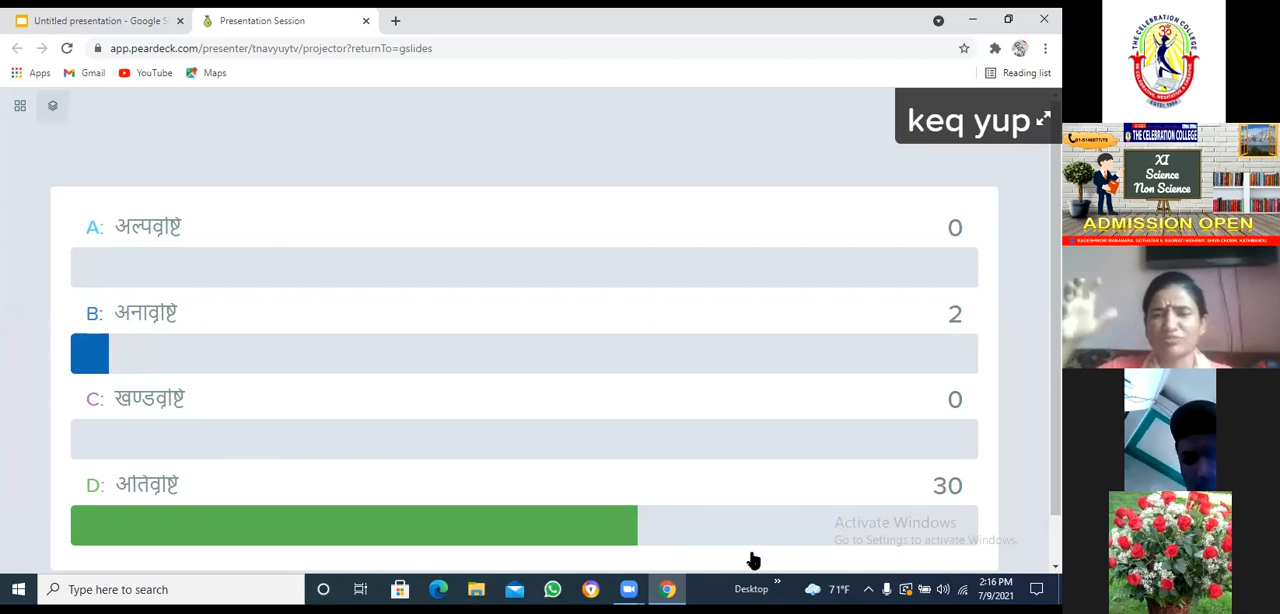 Untitled presentation - Google S
Presentation Session
app.peardeck.com/presenter/tnavyuytv/projector?returnTo=gslides
Apps
Gmail
YouTube
Maps
Reading list
keq yup
A: अल्पवृष्टि 0
B: अनावृष्टि 2
C: खण्डवृष्टि 0
D: अतिवृष्टि 30
Activate Windows
Go to Settings to activate Windows.
Type here to search
Desktop
71°F
2:16 PM
7/9/2021
THE CELEBRATION COLLEGE
THE CELEBRATION COLLEGE
XI
Science
Non Science
ADMISSION OPEN